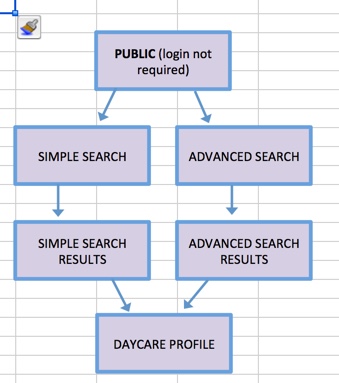 PUBLIC (login not
required)
SIMPLE SEARCH
ADVANCED SEARCH
SIMPLE SEARCH
RESULTS
ADVANCED SEARCH
RESULTS
DAYCARE PROFILE